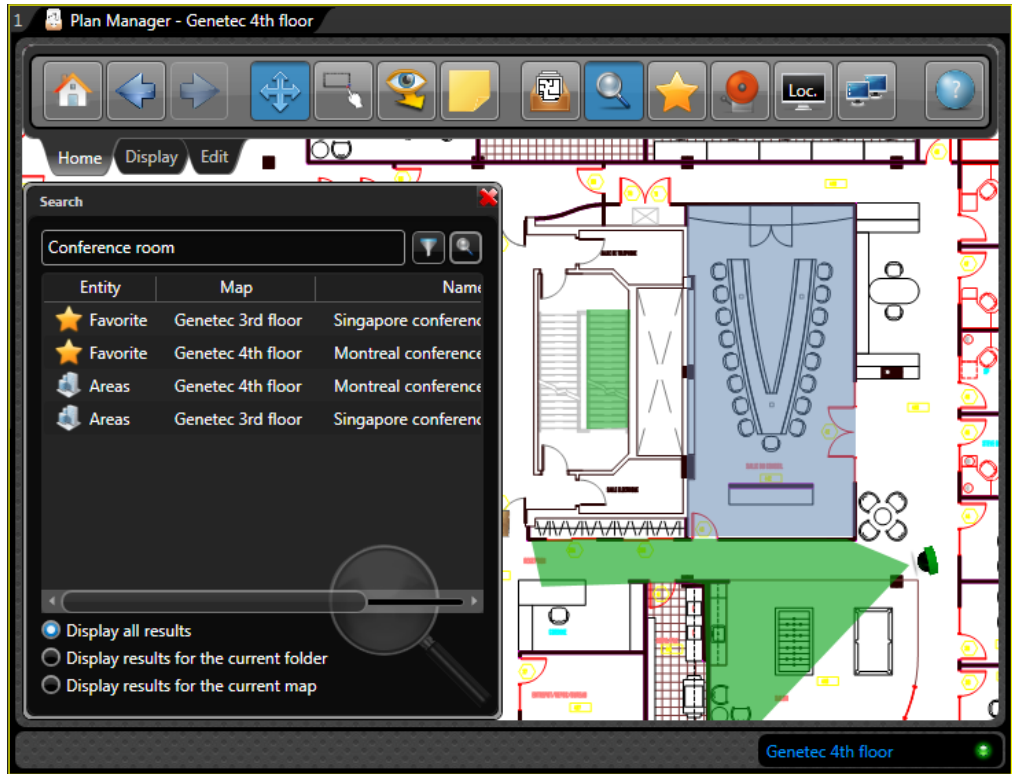 1 Plan Manager - Genetec 4th floor
Loc.
?
Home Display Edit
Search
Conference room
Entity Map Name
Favorite Genetec 3rd floor Singapore conferenc
Favorite Genetec 4th floor Montreal conference
Areas Genetec 4th floor Montreal conference
Areas Genetec 3rd floor Singapore conferenc
Display all results
Display results for the current folder
Display results for the current map
Genetec 4th floor